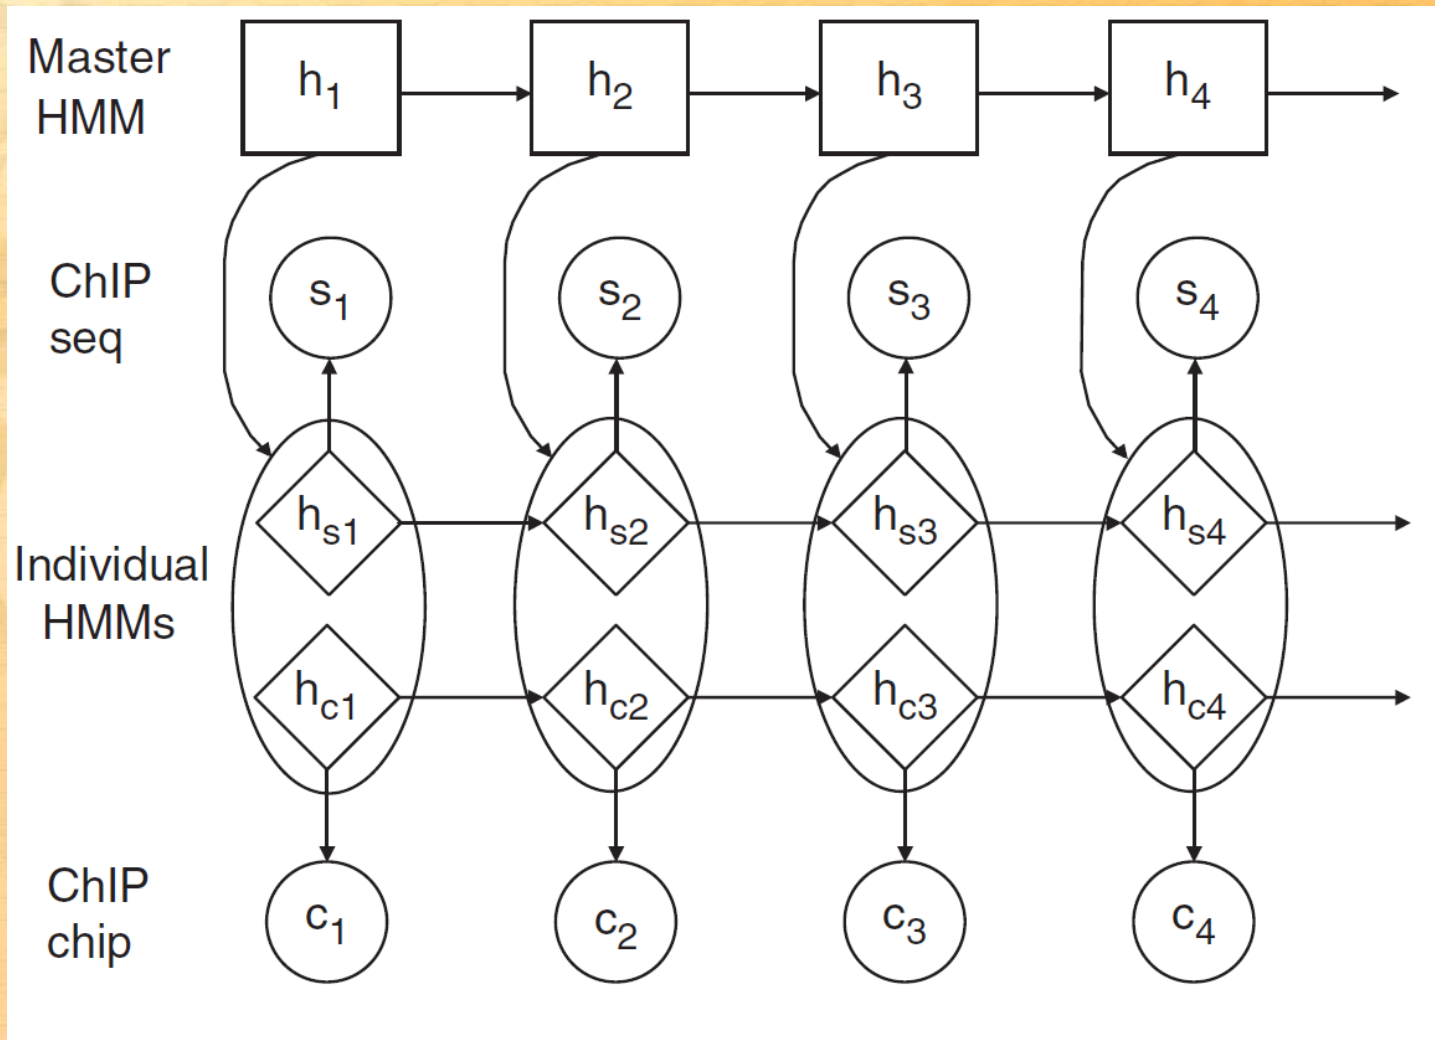 Master
HMM
h1 h2 h3 h4
ChIP
seq
s1 s2 s3 s4
hs1 hs2 hs3 hs4
Individual
HMMs
hc1 hc2 hc3 hc4
ChIP
chip
c1 c2 c3 c4